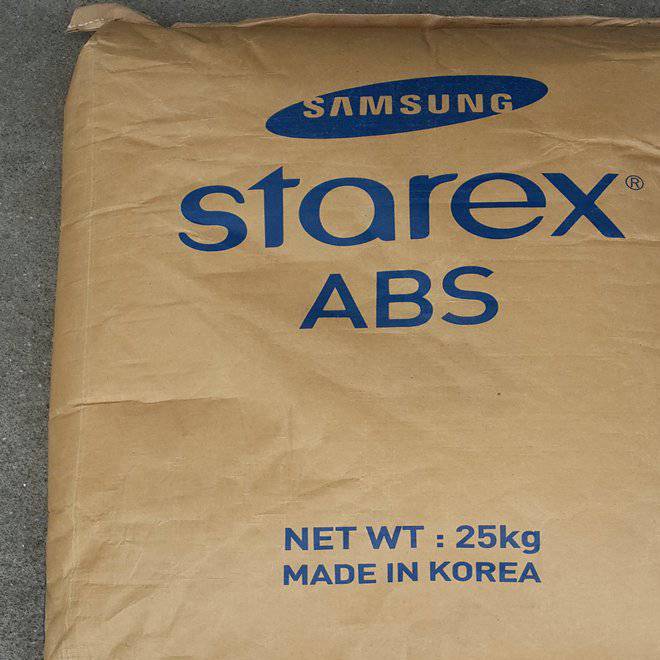 SAMSUNG
starex®
ABS
NET WT : 25kg
MADE IN KOREA